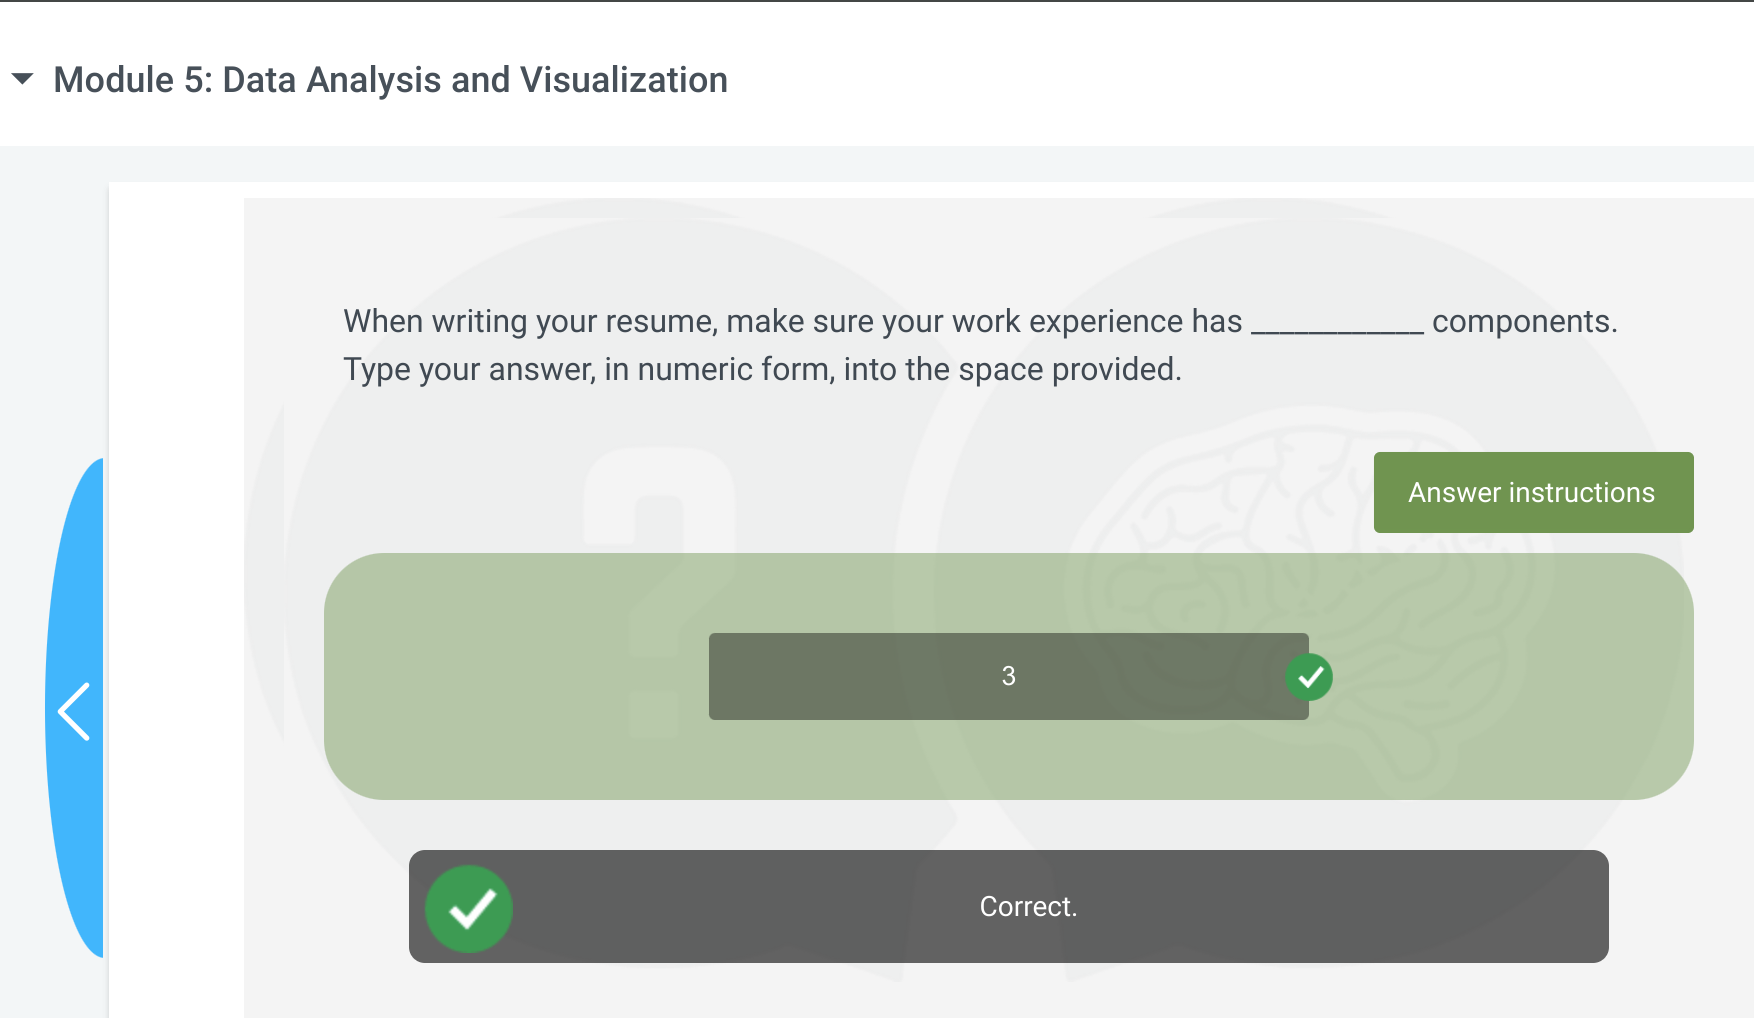 Module 5: Data Analysis and Visualization
When writing your resume, make sure your work experience has ____________ components.
Type your answer, in numeric form, into the space provided.
Answer instructions
3
Correct.